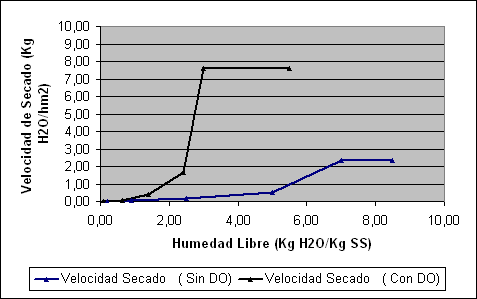 10,00
9,00
8,00
7,00
6,00
5,00
4,00
3,00
2,00
1,00
0,00
Velocidad de Secado (Kg
H2O/hm2)
0,00 2,00 4,00 6,00 8,00 10,00
Humedad Libre (Kg H2O/Kg SS)
Velocidad Secado ( Sin DO) Velocidad Secado ( Con DO)